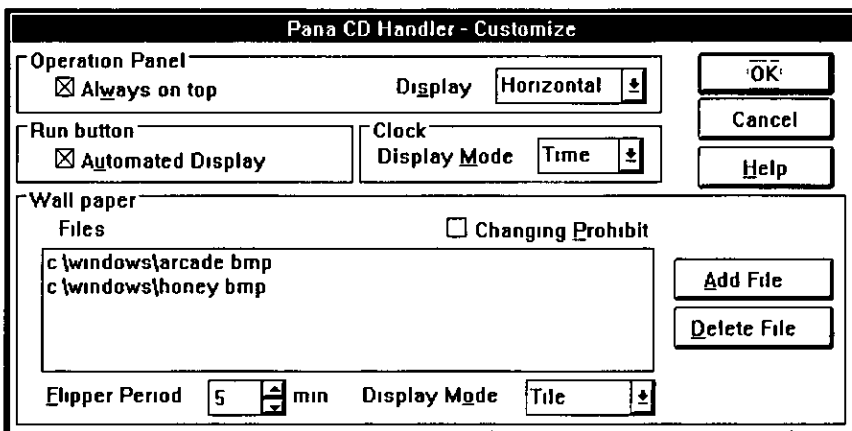 Pana CD Handler - Customize
Operation Panel
Always on top
Display
Horizontal
OK
Cancel
Run button
Automated Display
Clock
Display Mode
Time
Help
Wall paper
Files
Changing Prohibit
c \windows\arcade bmp
c \windows\honey bmp
Add File
Delete File
Flipper Period
5
min
Display Mode
Tile